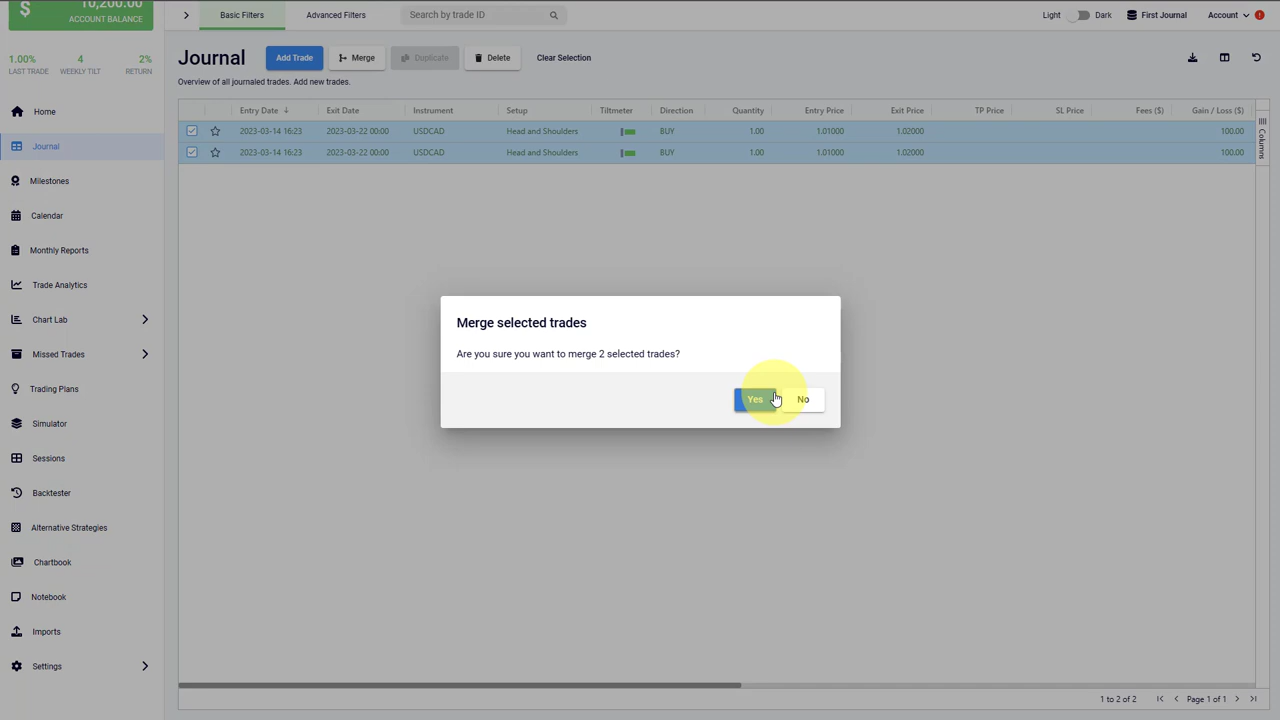 10,200.00
$
ACCOUNT BALANCE
1.00% 4 2%
LAST TRADE WEEKLY TILT RETURN
Home
Journal
Milestones
Calendar
Monthly Reports
Trade Analytics
Chart Lab
Missed Trades
Trading Plans
Simulator
Sessions
Backtester
Alternative Strategies
Chartbook
Notebook
Imports
Settings
Basic Filters Advanced Filters Search by trade ID Light Dark First Journal Account !
Journal Add Trade Merge Duplicate Delete Clear Selection
Overview of all journaled trades. Add new trades.
Entry Date ↓ Exit Date Instrument Setup Tiltmeter Direction Quantity Entry Price Exit Price TP Price SL Price Fees ($) Gain / Loss ($)
2023-03-14 16:23 2023-03-22 00:00 USDCAD Head and Shoulders BUY 1.00 1.01000 1.02000 100.00
2023-03-14 16:23 2023-03-22 00:00 USDCAD Head and Shoulders BUY 1.00 1.01000 1.02000 100.00
Columns
Merge selected trades
Are you sure you want to merge 2 selected trades?
Yes No
1 to 2 of 2 Page 1 of 1